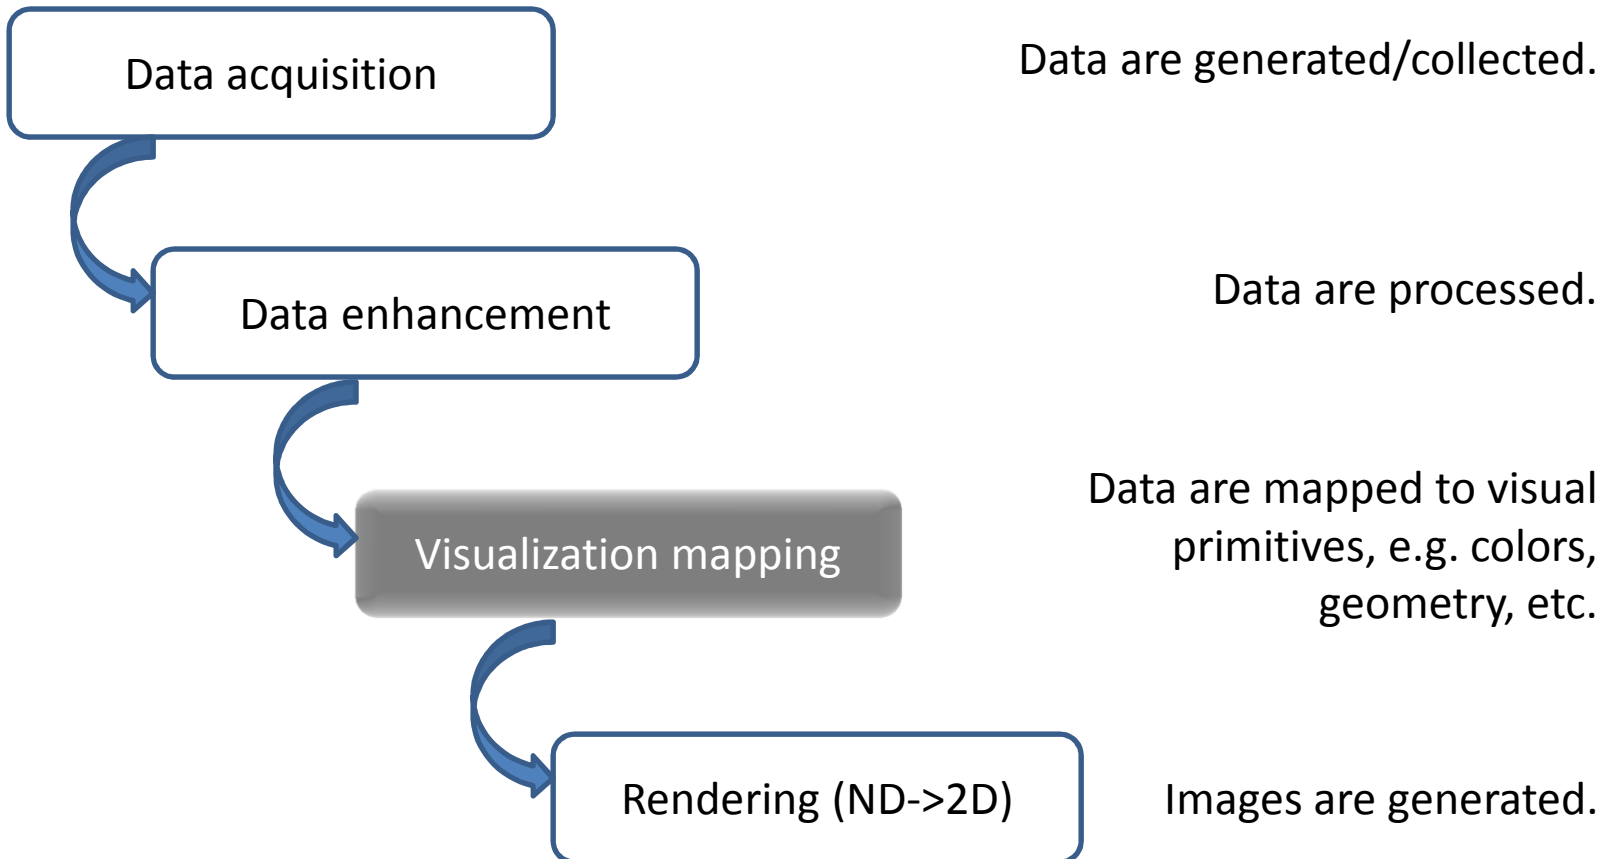 Data acquisition
Data are generated/collected.
Data enhancement
Data are processed.
Visualization mapping
Data are mapped to visual
primitives, e.g. colors,
geometry, etc.
Rendering (ND->2D)
Images are generated.